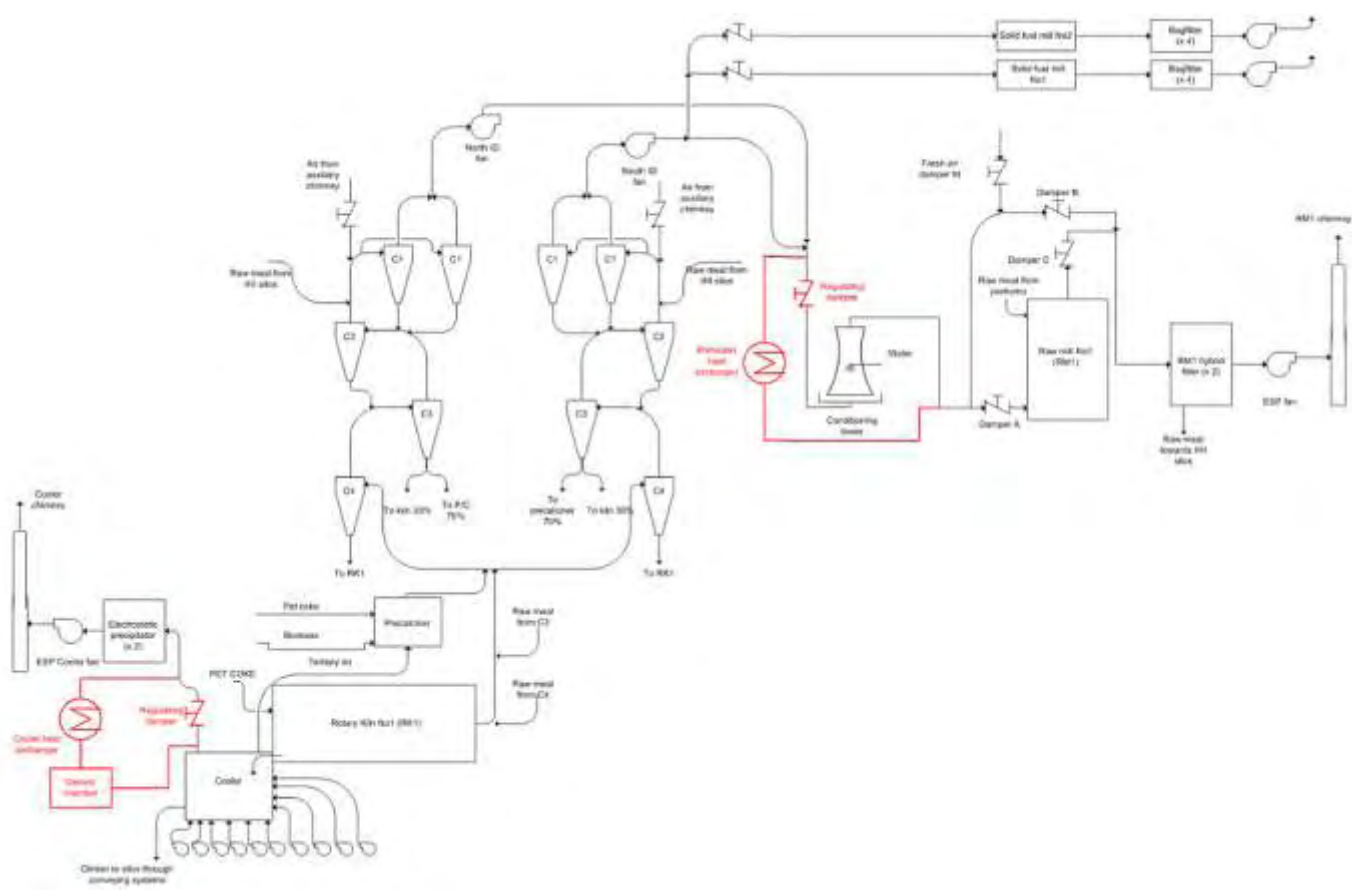 Solid fuel mill No2
Bagfilter
(x 4)
Solid fuel mill
No1
Bagfilter
(x 4)
North ID
fan
South ID
fan
Air from
auxiliary
chimney
Air from
auxiliary
chimney
Fresh air
damper
Damper B
RM1 chimney
C1
C1
C1
C1
Damper C
Raw meal from
silos
Raw meal from
silos
Regulating
damper
Raw meal from
C2
C2
heat
exchanger
Water
Raw mill No1
(RM1)
RM1 hybrid
filter (x 2)
C3
C3
Conditioning
tower
Damper A
ESP fan
Raw meal
towards
silos
Cooler
chimney
C4
C4
To kiln 30%
To P/C
70%
To
precalciner
70%
To kiln 30%
To RK1
To RK1
Pet coke
Precalciner
Raw meal
from C3
Electrostatic
precipitator
(x 2)
Biomass
ESP Cooler fan
Tertiary air
PET COKE
Raw meal
from C4
Regulating
damper
Rotary Kiln No1 (RK1)
Cooler heat
exchanger
Cooler
chamber
Clinker to silos through
conveying systems